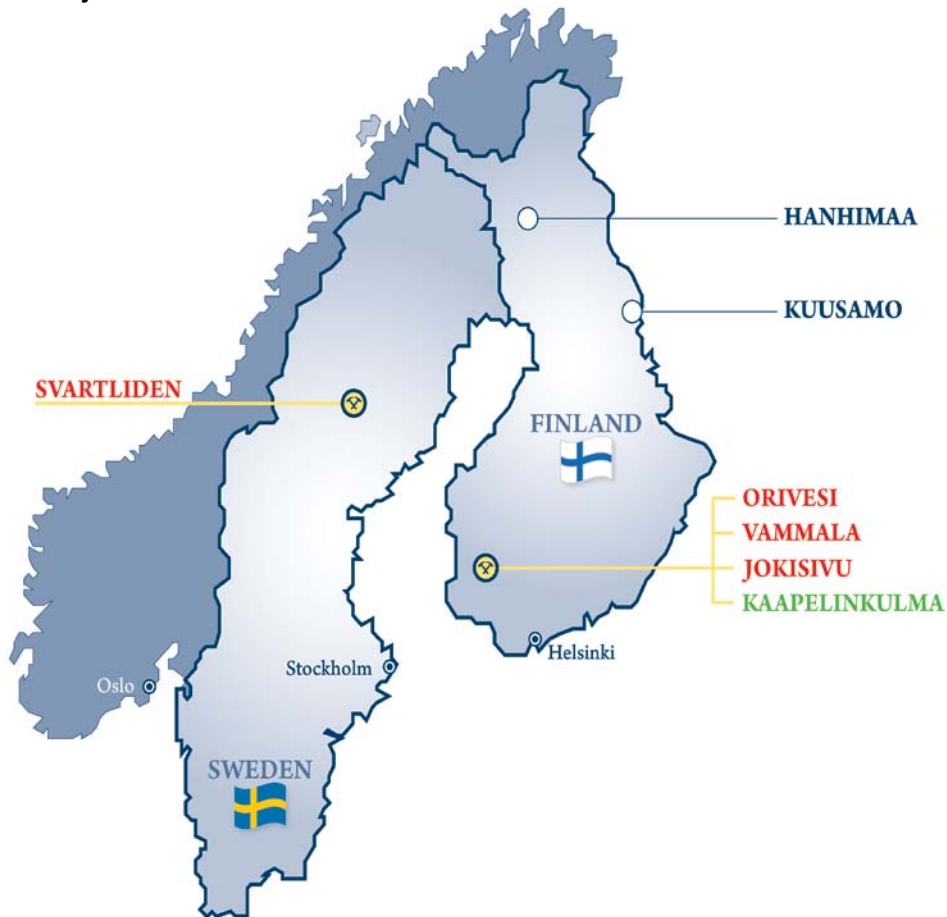 HANHIMAA
KUUSAMO
SVARTLIDEN
FINLAND
ORIVESI
VAMMALA
JOKISIVU
KAAPELINKULMA
Helsinki
Stockholm
Oslo
SWEDEN